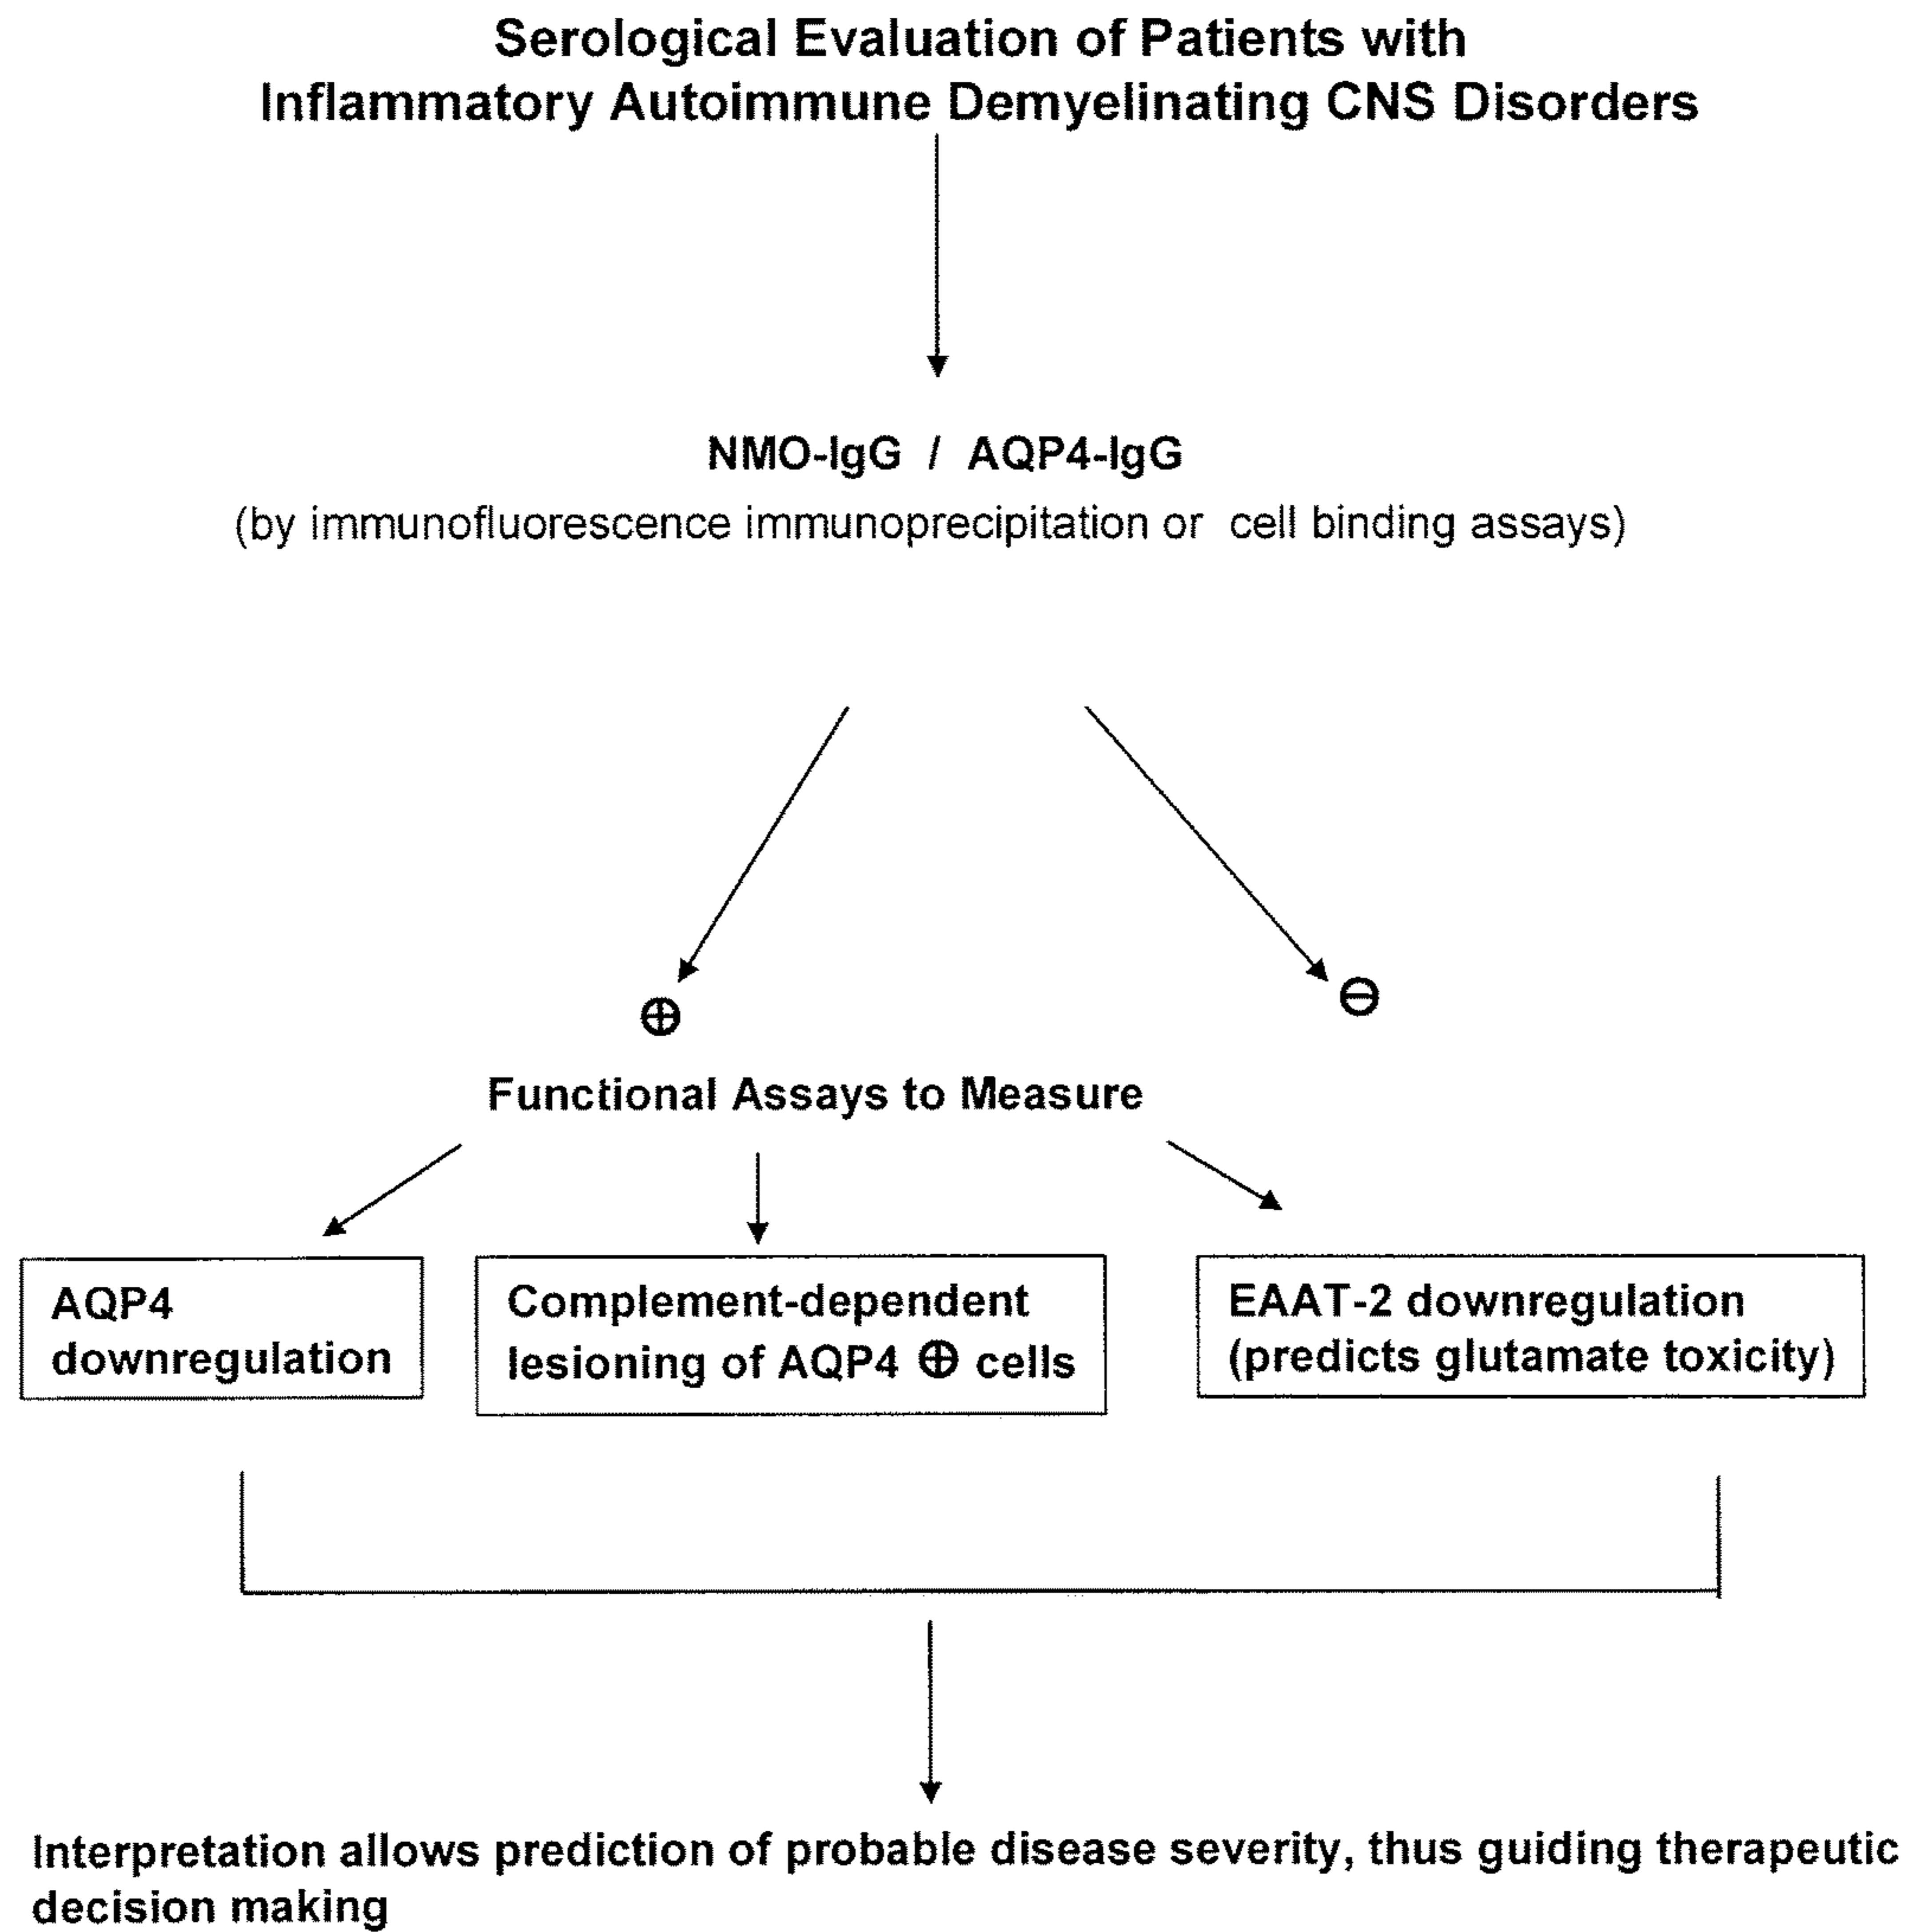 Serological Evaluation of Patients with
Inflammatory Autoimmune Demyelinating CNS Disorders
NMO-IgG / AQP4-IgG
(by immunofluorescence immunoprecipitation or cell binding assays)
⊕
⊖
Functional Assays to Measure
AQP4
downregulation
Complement-dependent
lesioning of AQP4 ⊕ cells
EAAT-2 downregulation
(predicts glutamate toxicity)
Interpretation allows prediction of probable disease severity, thus guiding therapeutic
decision making